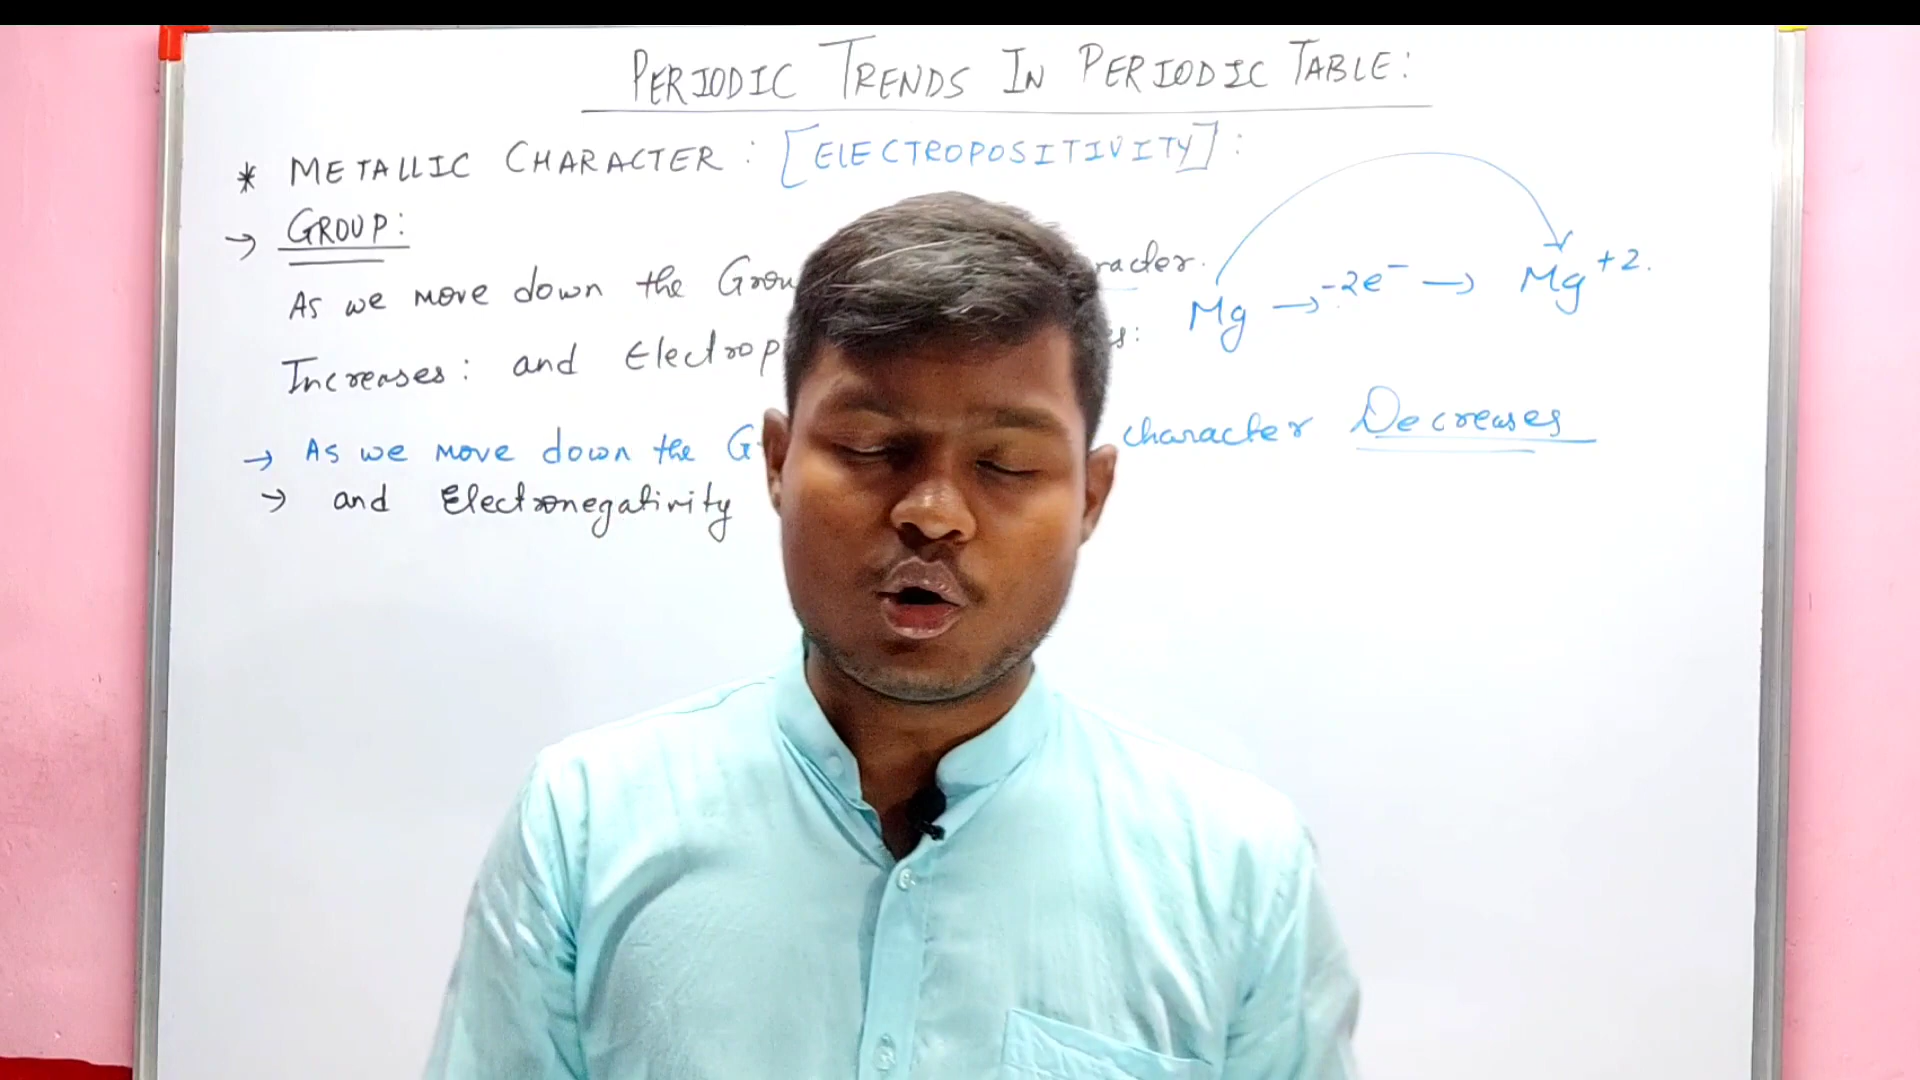 PERIODIC TRENDS IN PERIODIC TABLE:
* METALLIC CHARACTER: [ElECTROPOSITIVITY]:
→ GROUP:
As we move down the Grou racter.
Increases: and Electrop s:
Mg → -2e⁻ → Mg⁺².
→ As we move down the G character Decreases
→ and Electronegativity